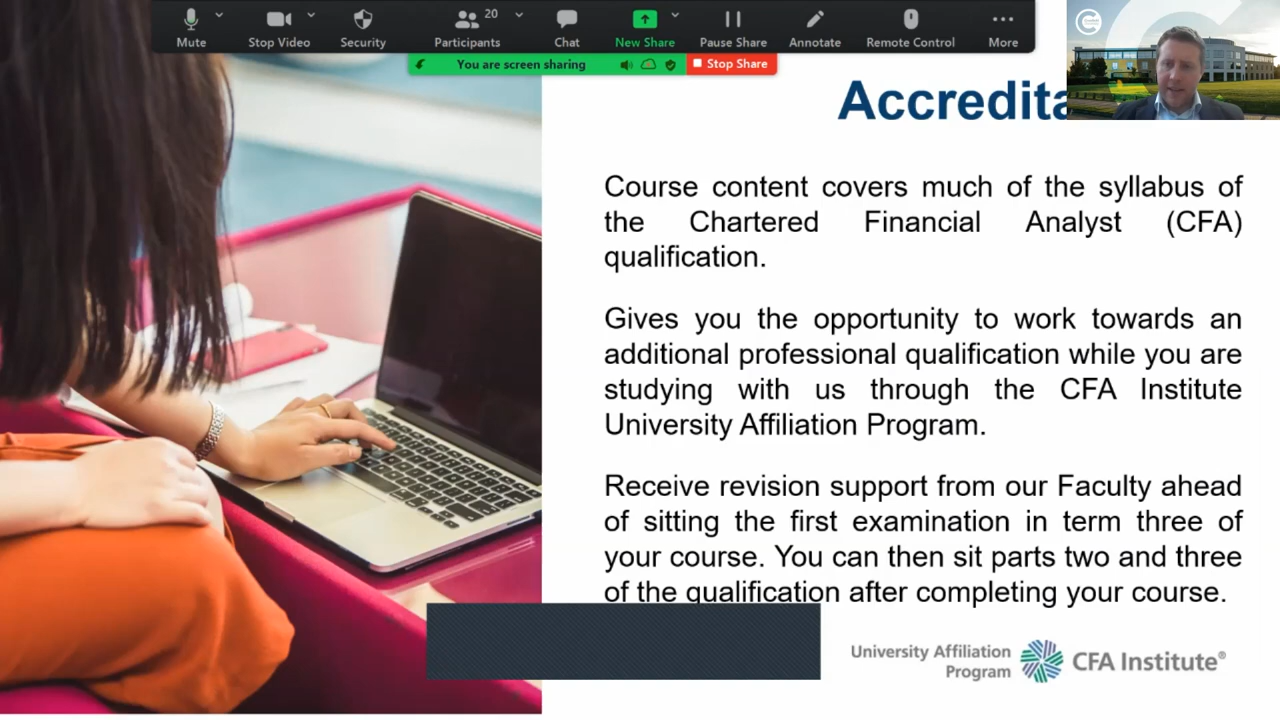 Mute
Stop Video
Security
Participants
20
Chat
New Share
Pause Share
Annotate
Remote Control
More
You are screen sharing
Stop Share
Course content covers much of the syllabus of
the Chartered Financial Analyst (CFA)
qualification.
Gives you the opportunity to work towards an
additional professional qualification while you are
studying with us through the CFA Institute
University Affiliation Program.
Receive revision support from our Faculty ahead
of sitting the first examination in term three of
your course. You can then sit parts two and three
of the qualification after completing your course.
University Affiliation
Program
CFA Institute®